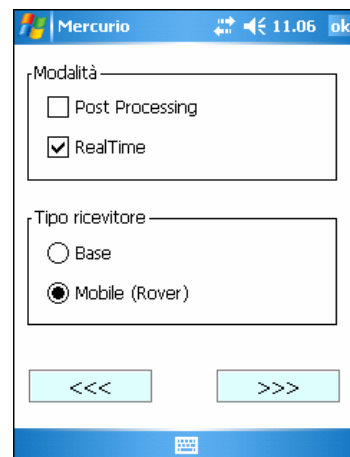 Mercurio 11.06 ok
Modalità
Post Processing
RealTime
Tipo ricevitore
Base
Mobile (Rover)
<<< >>>